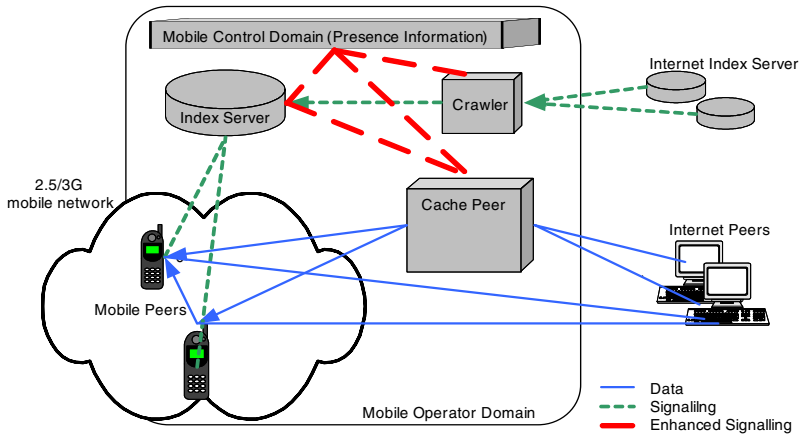 Mobile Control Domain (Presence Information)
Internet Index Server
Crawler
Index Server
2.5/3G
mobile network
Cache Peer
Internet Peers
Mobile Peers
Data
Signaliլng
Enhanced Signalling
Mobile Operator Domain